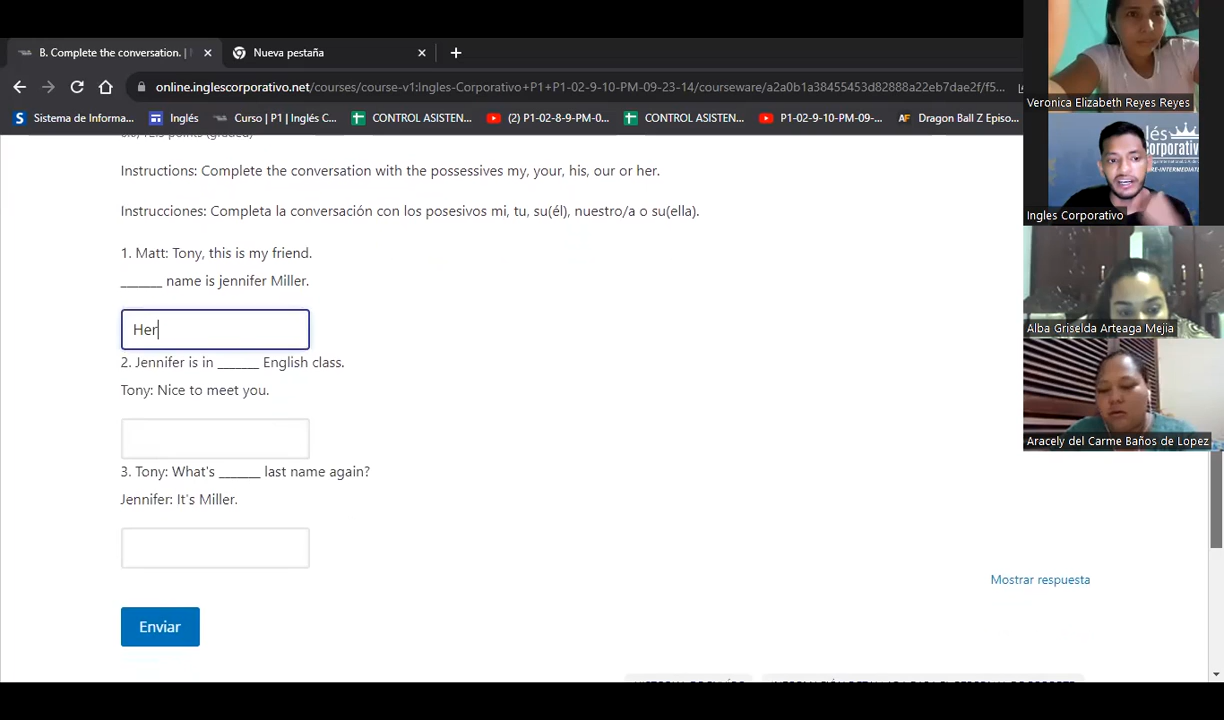 B. Complete the conversation. |
Nueva pestaña
online.inglescorporativo.net/courses/course-v1:Ingles-Corporativo+P1+P1-02-9-10-PM-09-23-14/courseware/a2a0b1a38455453d82888a22eb7dae2f/f5...
Sistema de Informa...
Inglés
Curso | P1 | Inglés C...
CONTROL ASISTEN...
(2) P1-02-8-9-PM-0...
CONTROL ASISTEN...
P1-02-9-10-PM-09-...
Dragon Ball Z Episo...
Instructions: Complete the conversation with the possessives my, your, his, our or her.
Instrucciones: Completa la conversación con los posesivos mi, tu, su(él), nuestro/a o su(ella).
1. Matt: Tony, this is my friend.
_______ name is jennifer Miller.
Her
2. Jennifer is in _______ English class.
Tony: Nice to meet you.
3. Tony: What's _______ last name again?
Jennifer: It's Miller.
Mostrar respuesta
Enviar
Veronica Elizabeth Reyes Reyes
Ingles Corporativo
Alba Griselda Arteaga Mejia
Aracely del Carme Baños de Lopez